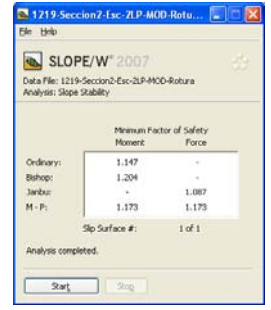 1219-Seccion2-Esc-2LP-MOD-Rotu...
File Help
SLOPE/W® 2007
Data File: 1219-Seccion2-Esc-2LP-MOD-Rotura
Analysis: Slope Stability
Minimum Factor of Safety
Moment Force
Ordinary: 1.147 -
Bishop: 1.204 -
Janbu: - 1.087
M - P: 1.173 1.173
Slip Surface #: 1 of 1
Analysis completed.
Start Stop